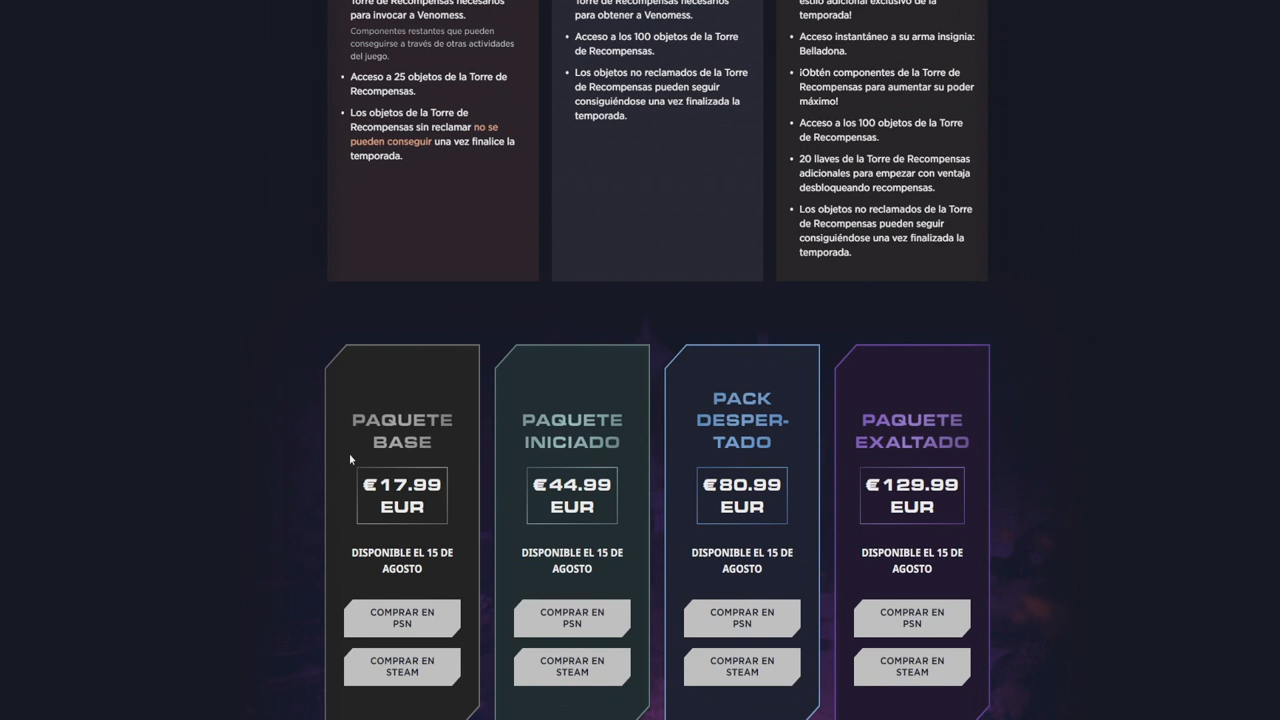 Torre de Recompensas necesarios
para invocar a Venomess.
Componentes restantes que pueden
conseguirse a través de otras actividades
del juego.
• Acceso a 25 objetos de la Torre de
Recompensas.
• Los objetos de la Torre de
Recompensas sin reclamar no se
pueden conseguir una vez finalice la
temporada.
Torre de Recompensas necesarios
para obtener a Venomess.
• Acceso a los 100 objetos de la Torre
de Recompensas.
• Los objetos no reclamados de la Torre
de Recompensas pueden seguir
consiguiéndose una vez finalizada la
temporada.
estilo adicional exclusivo de la
temporada!
• Acceso instantáneo a su arma insignia:
Belladona.
• ¡Obtén componentes de la Torre de
Recompensas para aumentar su poder
máximo!
• Acceso a los 100 objetos de la Torre
de Recompensas.
• 20 llaves de la Torre de Recompensas
adicionales para empezar con ventaja
desbloqueando recompensas.
• Los objetos no reclamados de la Torre
de Recompensas pueden seguir
consiguiéndose una vez finalizada la
temporada.
PAQUETE
BASE
€17.99
EUR
DISPONIBLE EL 15 DE
AGOSTO
COMPRAR EN
PSN
COMPRAR EN
STEAM
PAQUETE
INICIADO
€44.99
EUR
DISPONIBLE EL 15 DE
AGOSTO
COMPRAR EN
PSN
COMPRAR EN
STEAM
PACK
DESPER-
TADO
€80.99
EUR
DISPONIBLE EL 15 DE
AGOSTO
COMPRAR EN
PSN
COMPRAR EN
STEAM
PAQUETE
EXALTADO
€129.99
EUR
DISPONIBLE EL 15 DE
AGOSTO
COMPRAR EN
PSN
COMPRAR EN
STEAM